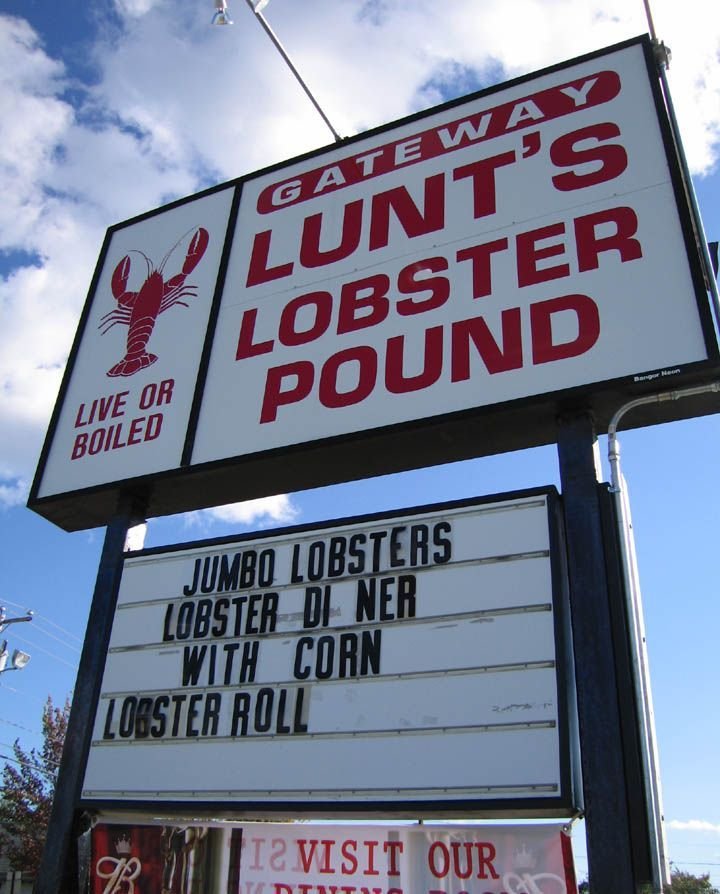 GATEWAY
LUNT'S
LOBSTER
POUND
LIVE OR
BOILED
Bangor Neon
JUMBO LOBSTERS
LOBSTER DI NER
WITH CORN
LOBSTER ROLL
VISIT OUR